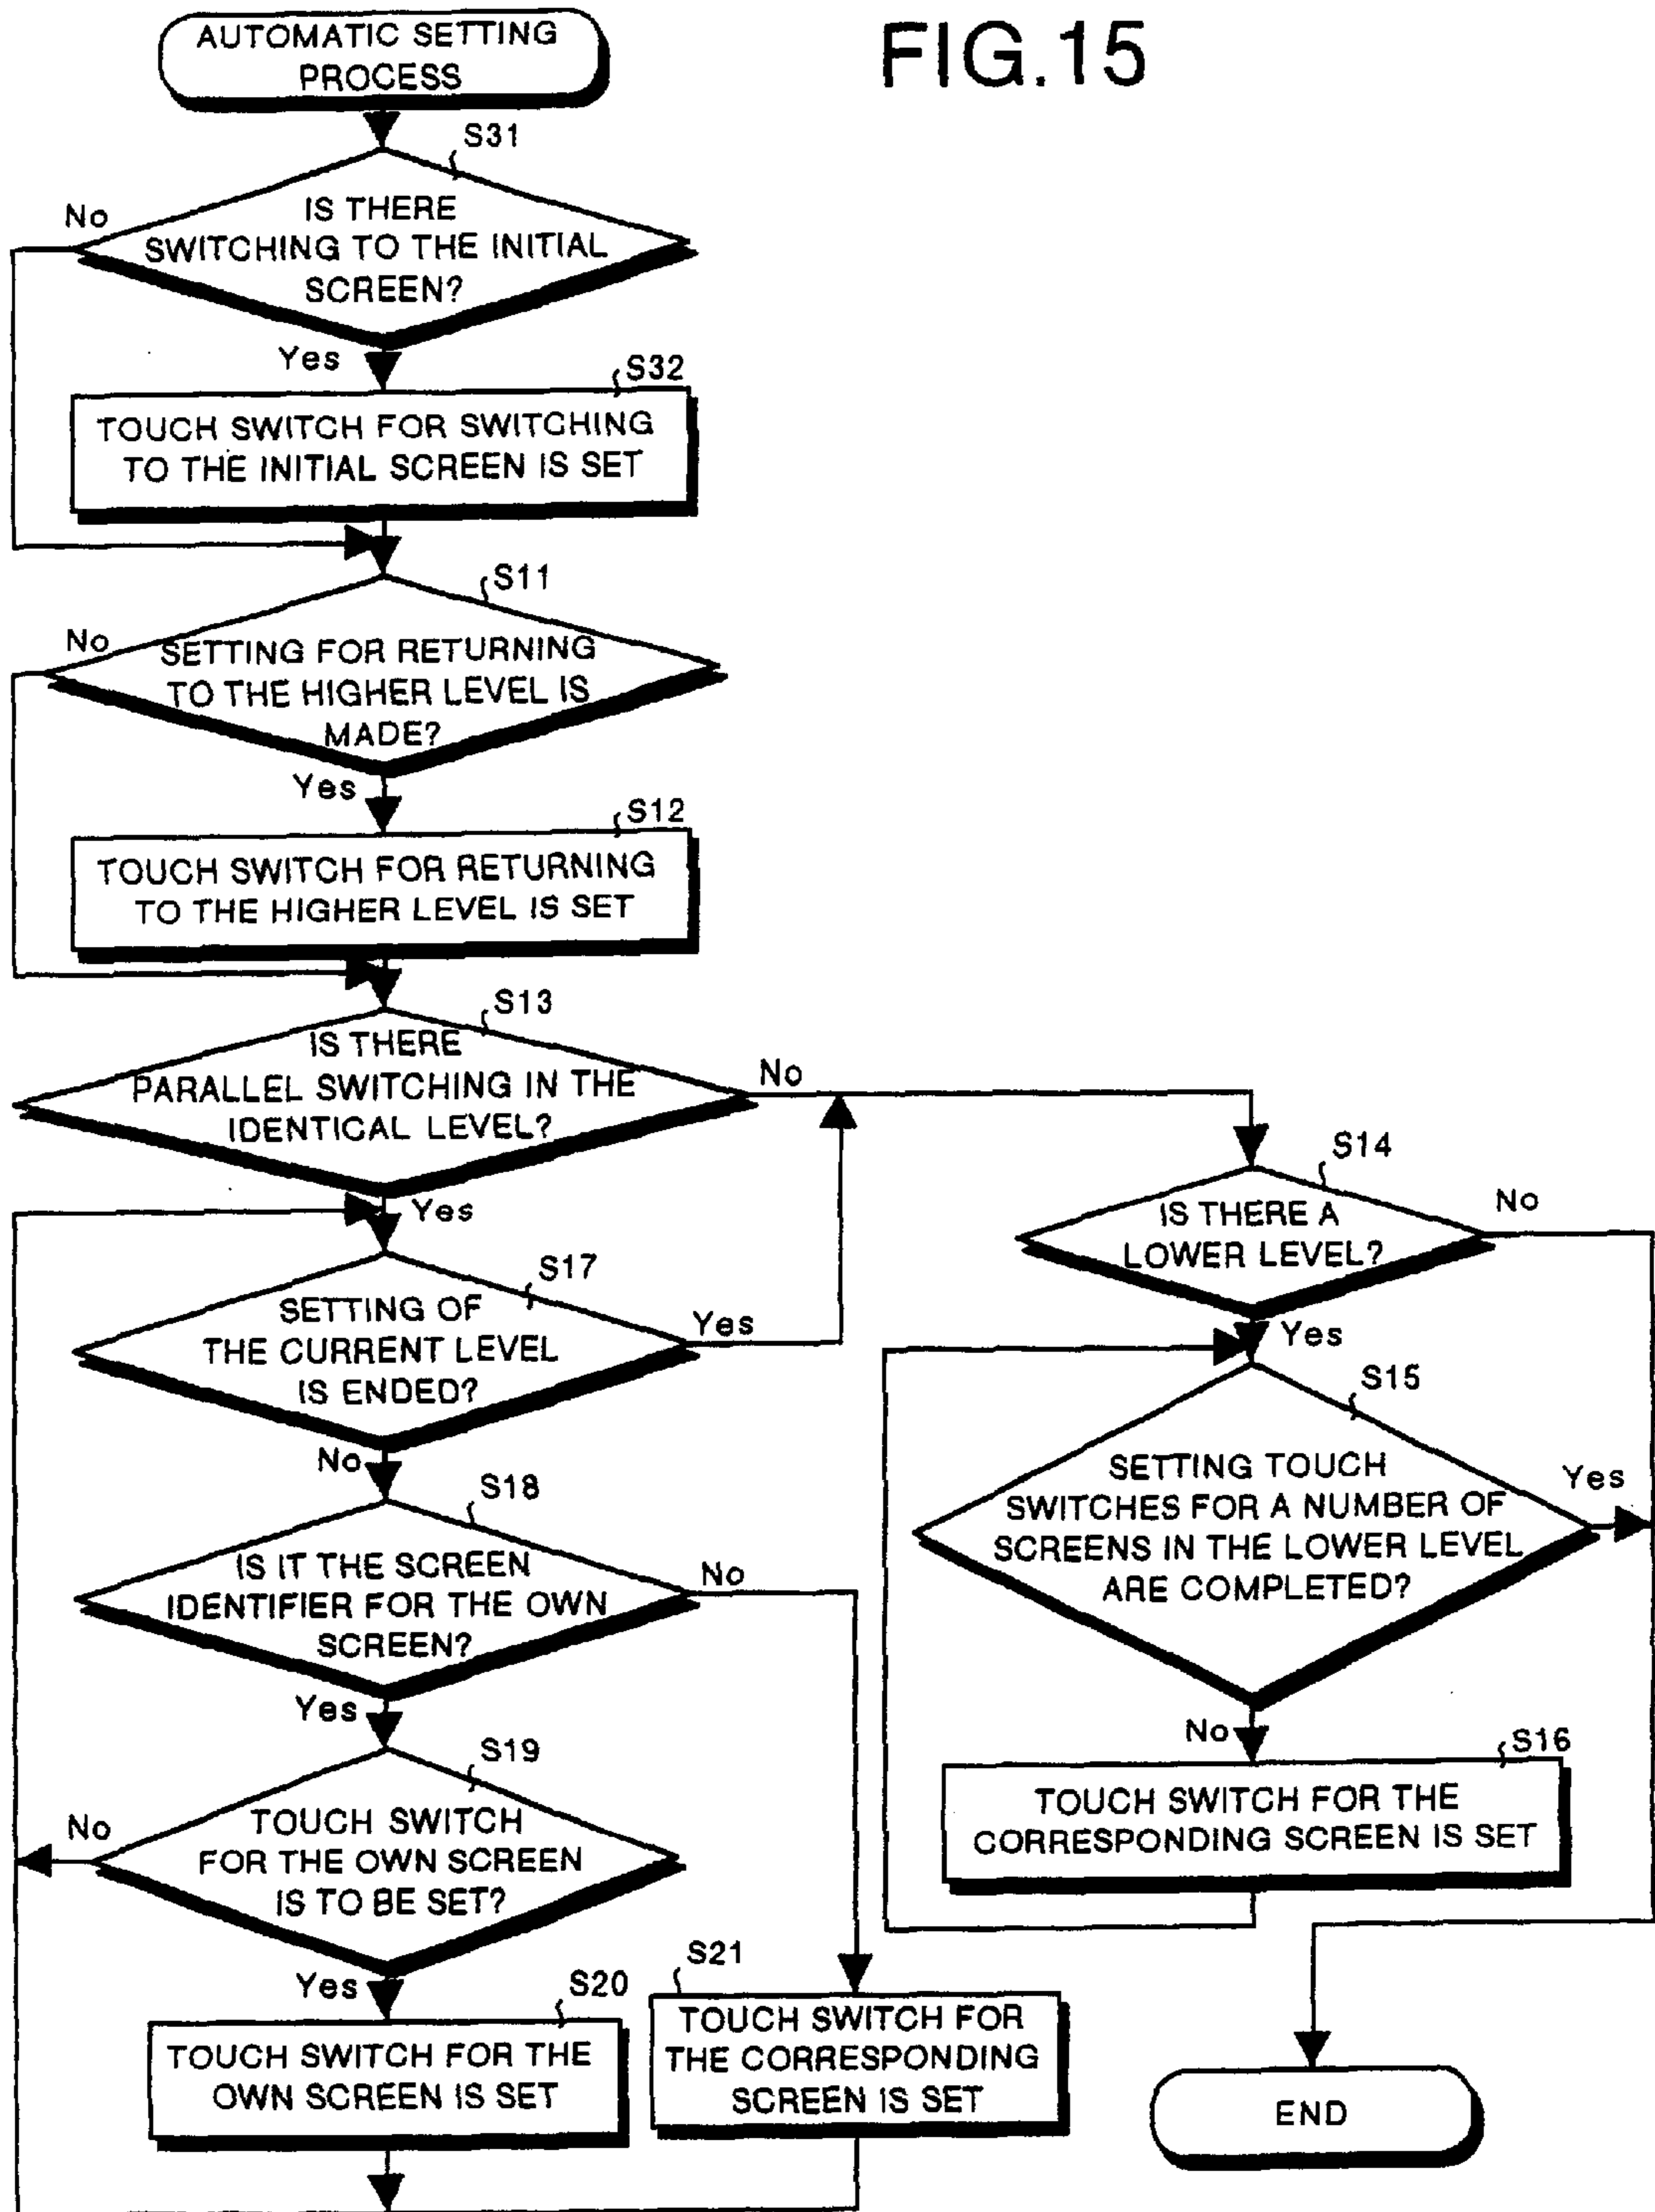 FIG.15
AUTOMATIC SETTING
PROCESS
S31
No
IS THERE
SWITCHING TO THE INITIAL
SCREEN?
Yes
S32
TOUCH SWITCH FOR SWITCHING
TO THE INITIAL SCREEN IS SET
S11
No
SETTING FOR RETURNING
TO THE HIGHER LEVEL IS
MADE?
Yes
S12
TOUCH SWITCH FOR RETURNING
TO THE HIGHER LEVEL IS SET
S13
IS THERE
PARALLEL SWITCHING IN THE
IDENTICAL LEVEL?
No
Yes
S17
SETTING OF
THE CURRENT LEVEL
IS ENDED?
Yes
No
S18
IS IT THE SCREEN
IDENTIFIER FOR THE OWN
SCREEN?
No
Yes
S19
No
TOUCH SWITCH
FOR THE OWN SCREEN
IS TO BE SET?
Yes
S20
TOUCH SWITCH FOR THE
OWN SCREEN IS SET
S21
TOUCH SWITCH FOR
THE CORRESPONDING
SCREEN IS SET
S14
IS THERE A
LOWER LEVEL?
No
Yes
S15
SETTING TOUCH
SWITCHES FOR A NUMBER OF
SCREENS IN THE LOWER LEVEL
ARE COMPLETED?
Yes
No
S16
TOUCH SWITCH FOR THE
CORRESPONDING SCREEN IS SET
END